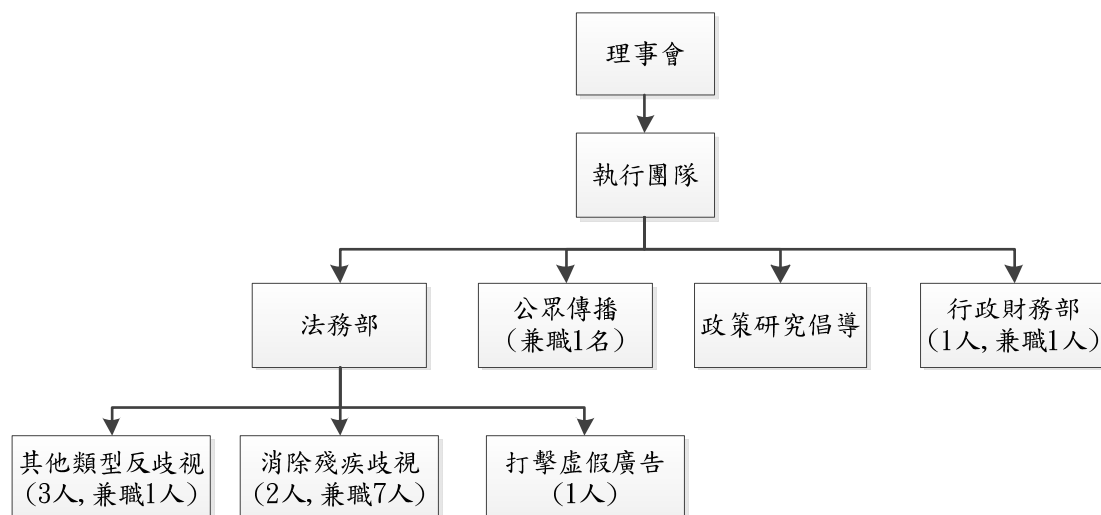 理事會
執行團隊
法務部
公眾傳播
（兼職1名）
政策研究倡導
行政財務部
（1人，兼職1人）
其他類型反歧视
（3人，兼職1人）
消除殘疾歧視
（2人，兼職7人）
打擊虛假廣告
（1人）